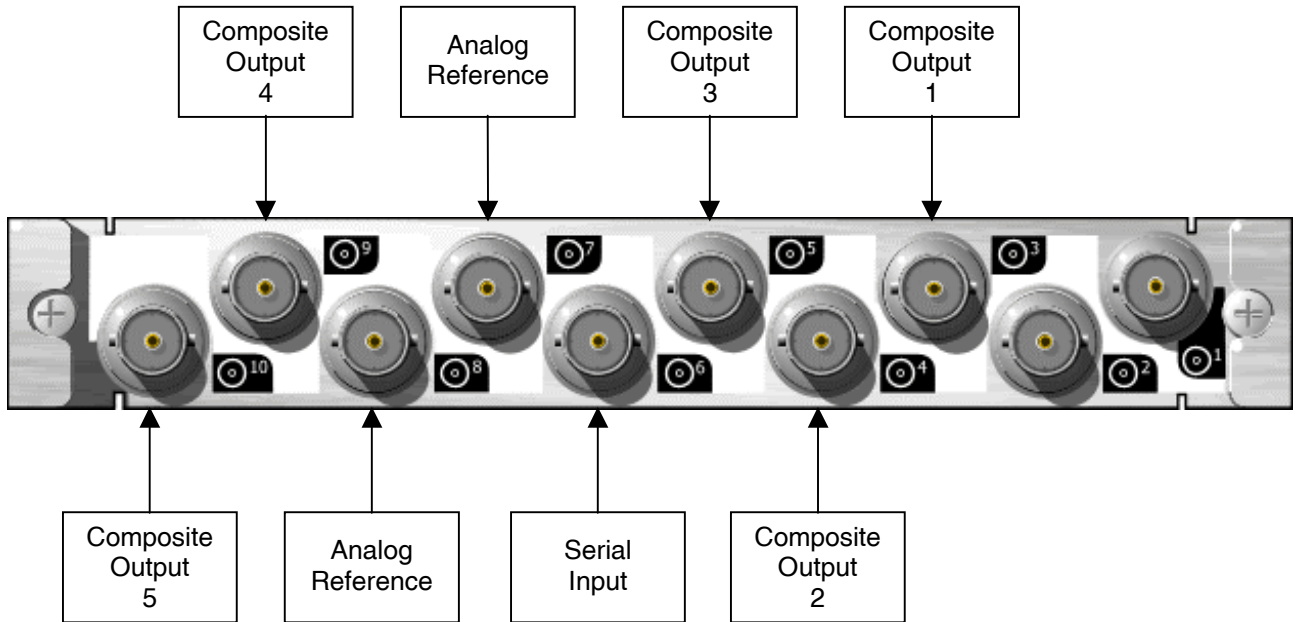 Composite
Output
4
Analog
Reference
Composite
Output
3
Composite
Output
1
9
7
5
3
10
8
6
4
2
1
Composite
Output
5
Analog
Reference
Serial
Input
Composite
Output
2